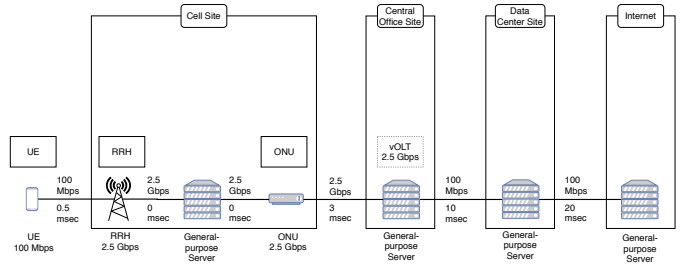 Cell Site
Central
Office Site
Data
Center Site
Internet
UE
RRH
ONU
vOLT
2.5 Gbps
100
Mbps
0.5
msec
2.5
Gbps
0
msec
2.5
Gbps
0
msec
2.5
Gbps
3
msec
100
Mbps
10
msec
100
Mbps
20
msec
UE
100 Mbps
RRH
2.5 Gbps
General-
purpose
Server
ONU
2.5 Gbps
General-
purpose
Server
General-
purpose
Server
General-
purpose
Server